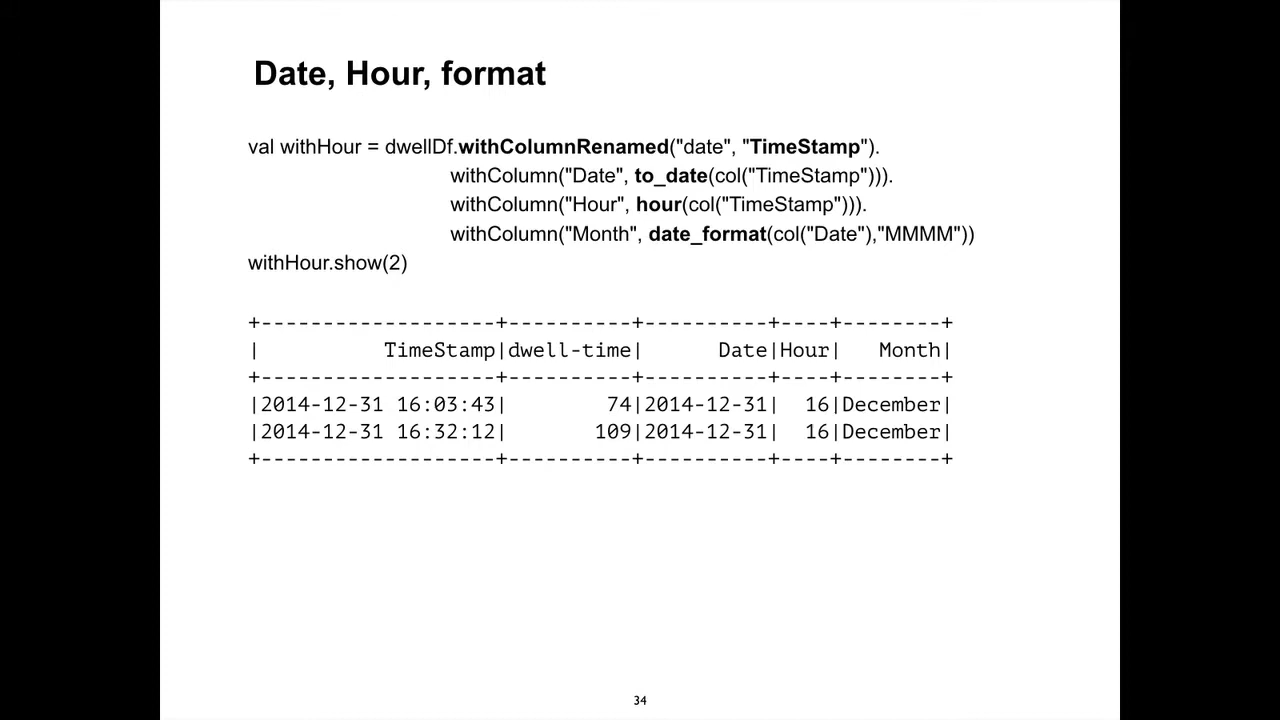 Date, Hour, format
val withHour = dwellDf.withColumnRenamed("date", "TimeStamp").
withColumn("Date", to_date(col("TimeStamp"))).
withColumn("Hour", hour(col("TimeStamp"))).
withColumn("Month", date_format(col("Date"),"MMMM"))
withHour.show(2)
+-------------------+----------+----------+----+--------+
|          TimeStamp|dwell-time|      Date|Hour|   Month|
+-------------------+----------+----------+----+--------+
|2014-12-31 16:03:43|        74|2014-12-31|  16|December|
|2014-12-31 16:32:12|       109|2014-12-31|  16|December|
+-------------------+----------+----------+----+--------+
34